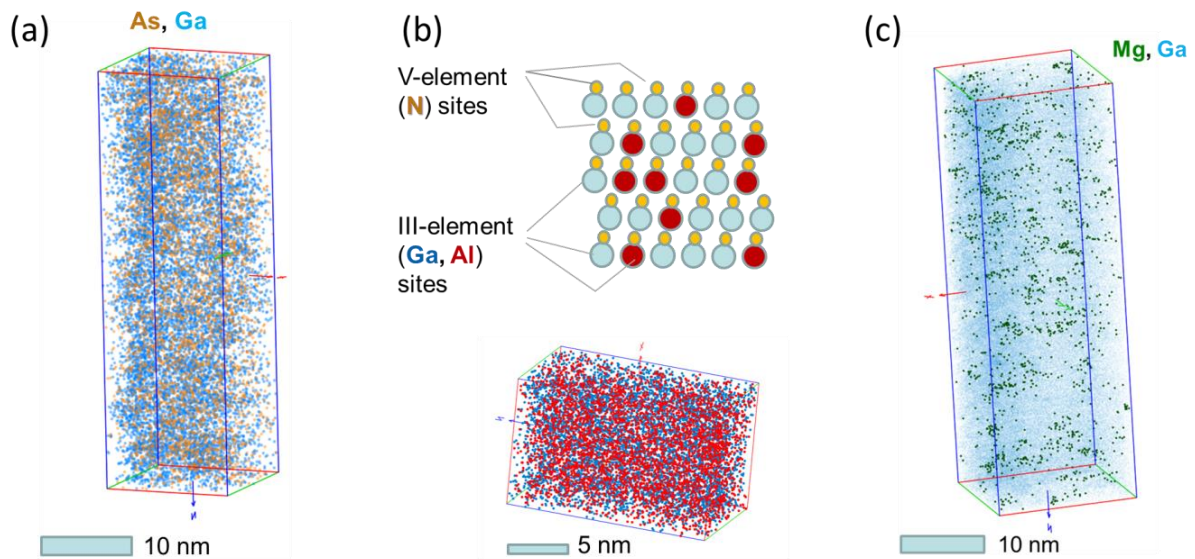 (a)
As, Ga
10 nm
(b)
V-element
(N) sites
III-element
(Ga, Al)
sites
5 nm
(c)
Mg, Ga
10 nm